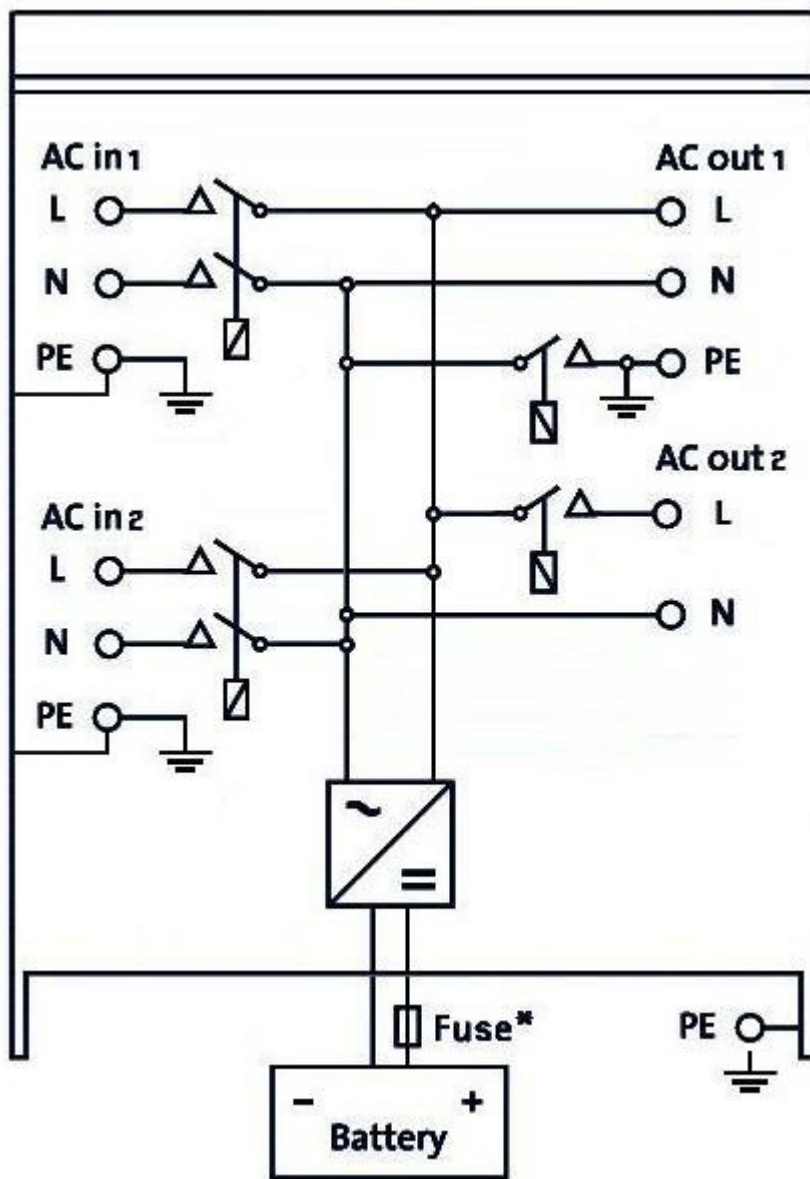 AC in 1
L
N
PE
AC out 1
L
N
PE
AC in 2
L
N
PE
AC out 2
L
N
Fuse*
PE
- +
Battery